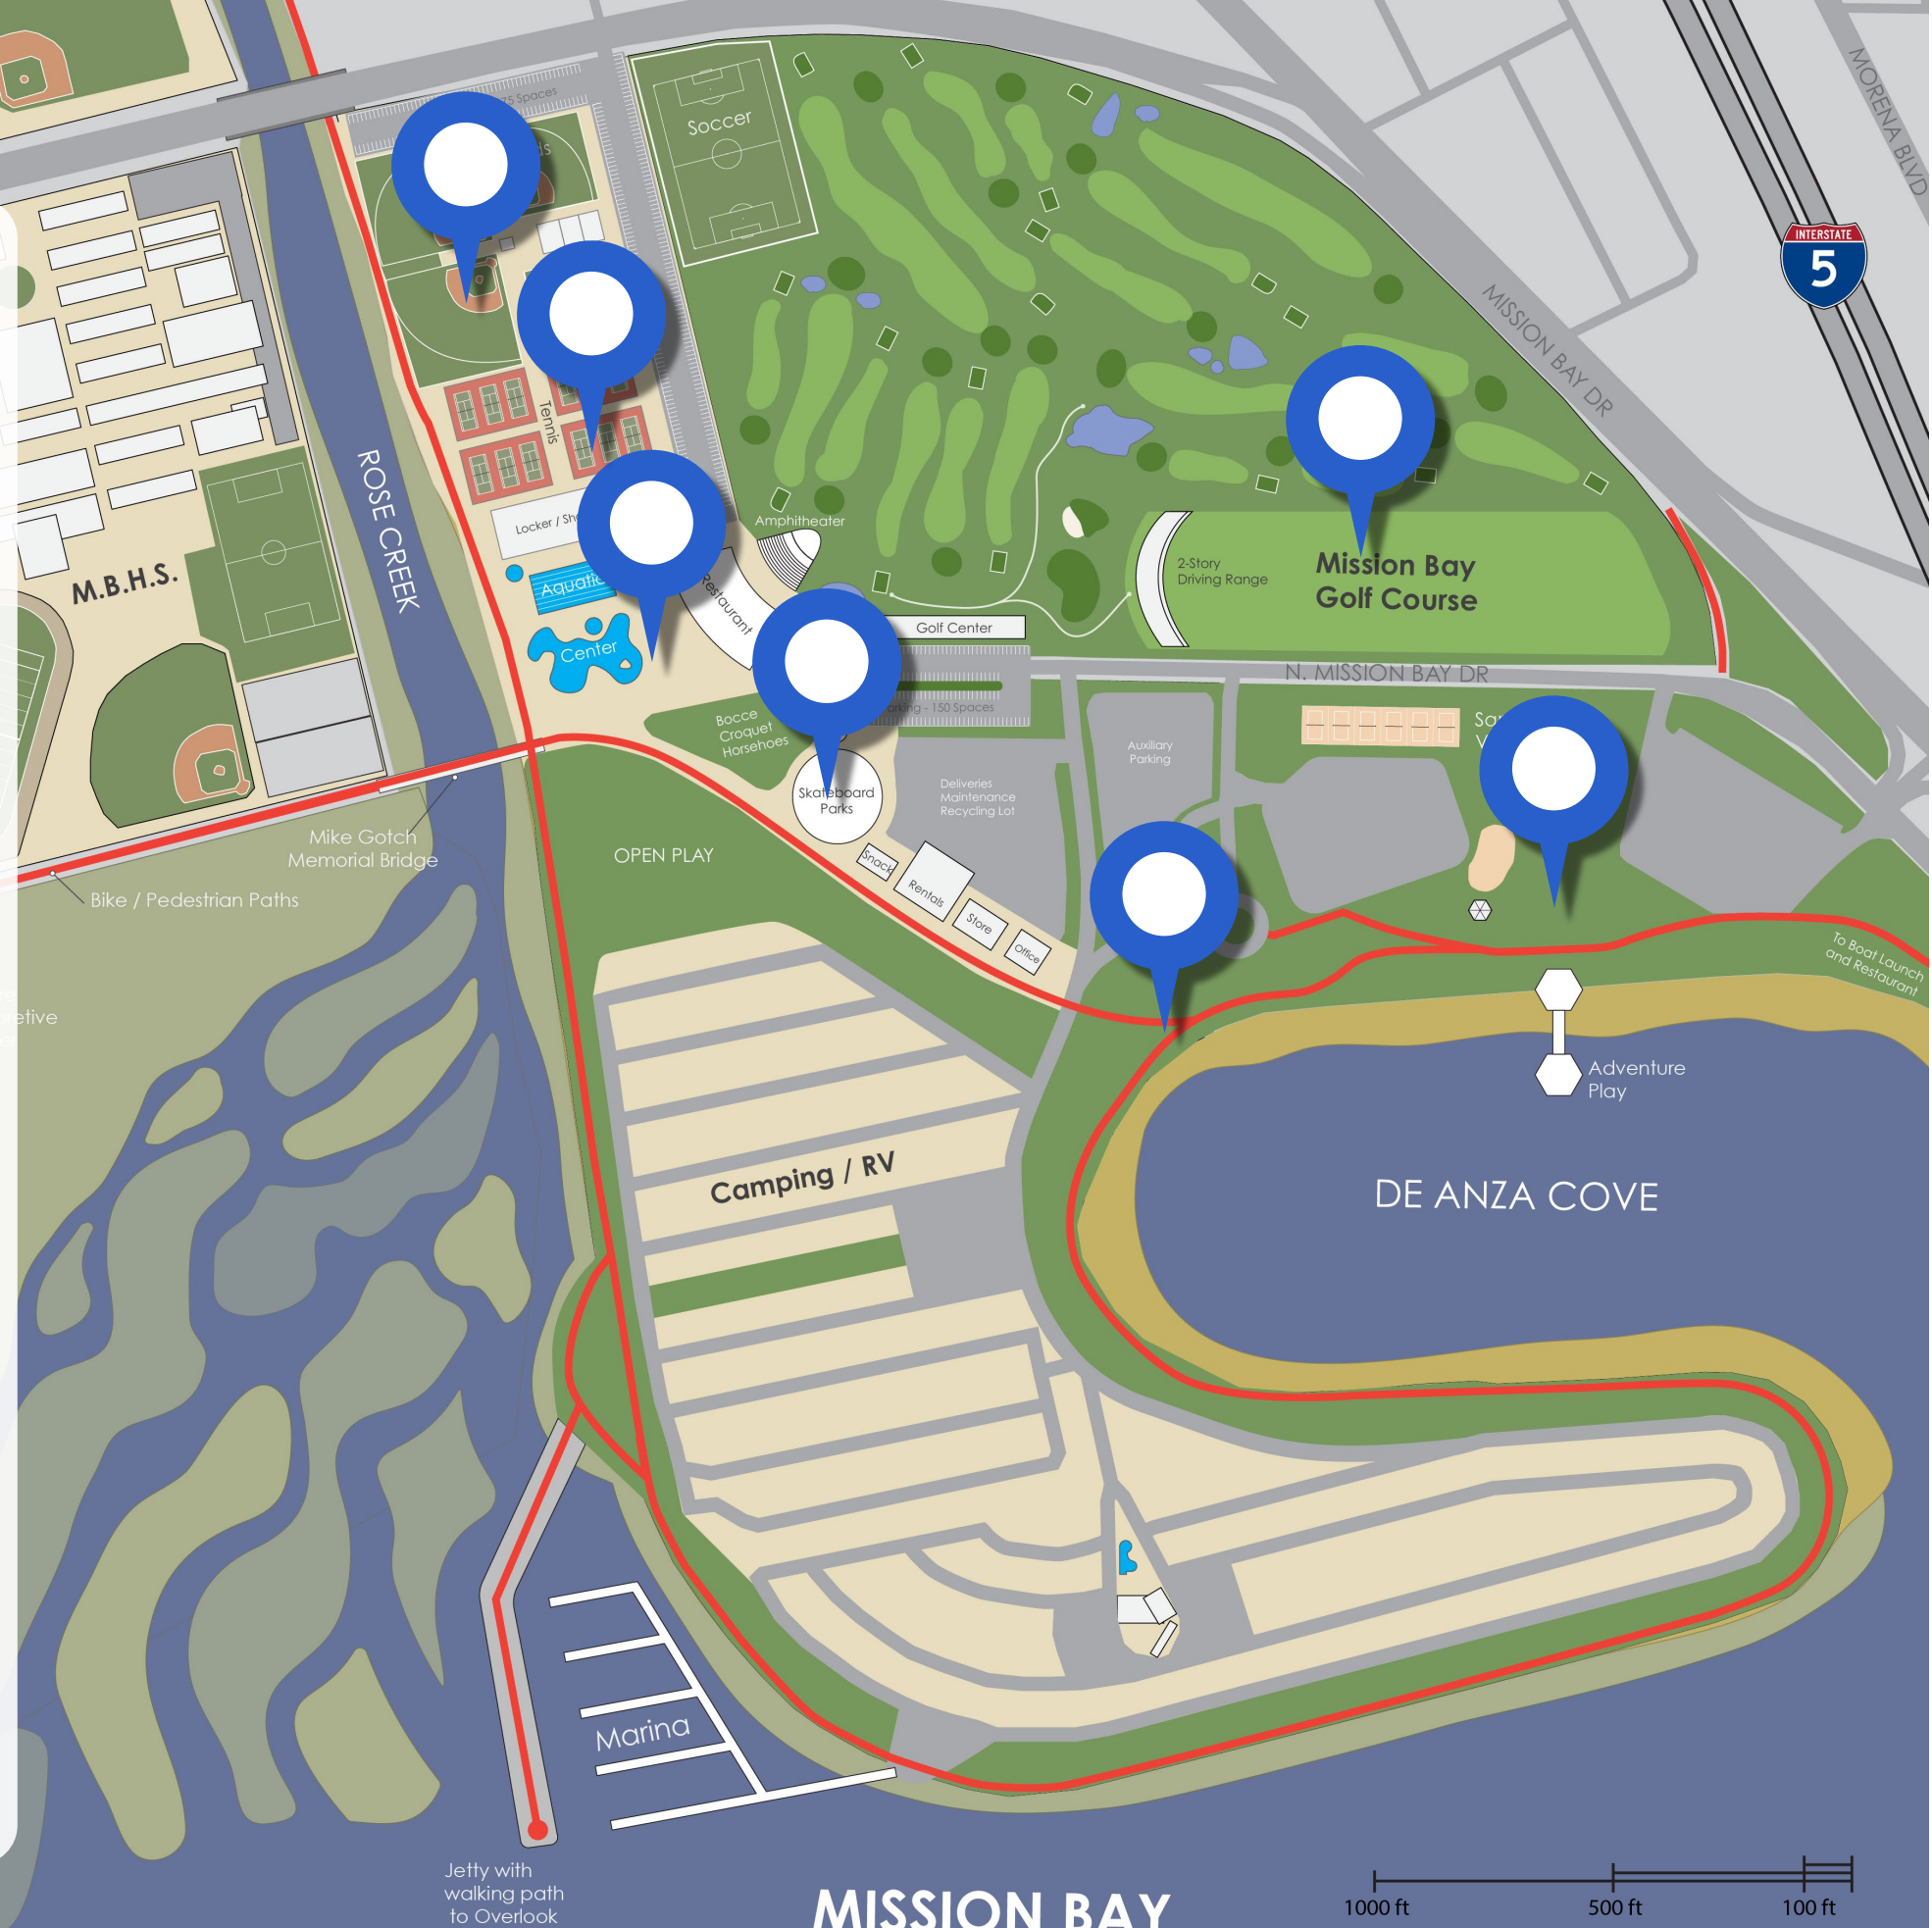 75 Spaces
Soccer
MORENA BLVD
INTERSTATE
5
MISSION BAY DR
Tennis
ROSE CREEK
M.B.H.S.
Locker /
Amphitheater
Aquatic
Center
Restaurant
2-Story
Driving Range
Mission Bay
Golf Course
Golf Center
N. MISSION BAY DR
- 150 Spaces
Bocce
Croquet
Horsehoes
Auxiliary
Parking
Skateboard
Parks
Deliveries
Maintenance
Recycling Lot
Mike Gotch
Memorial Bridge
OPEN PLAY
Snack
Rentals
Store
Office
Bike / Pedestrian Paths
To Boat Launch
and Restaurant
Adventure
Play
Camping / RV
DE ANZA COVE
Marina
Jetty with
walking path
to Overlook
MISSION BAY
1000 ft
500 ft
100 ft